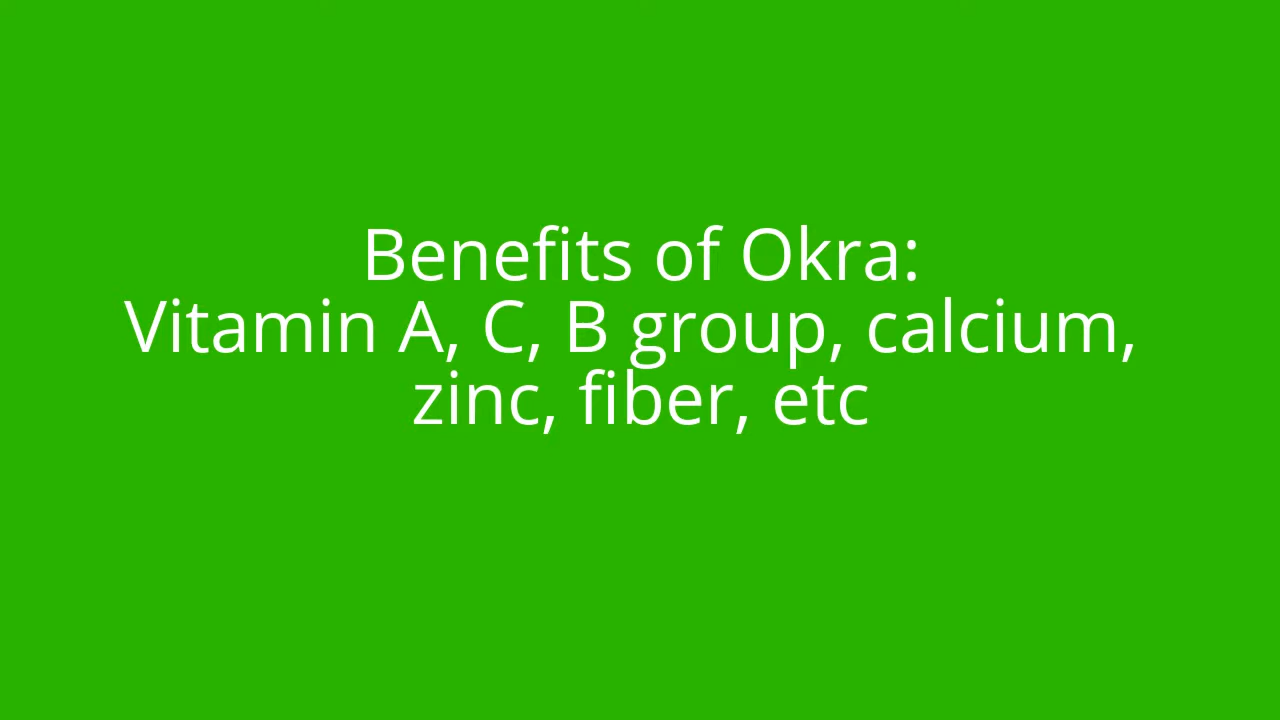 Benefits of Okra:
Vitamin A, C, B group, calcium,
zinc, fiber, etc